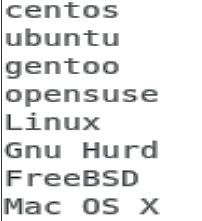 centos
ubuntu
gentoo
opensuse
Linux
Gnu Hurd
FreeBSD
Mac OS X